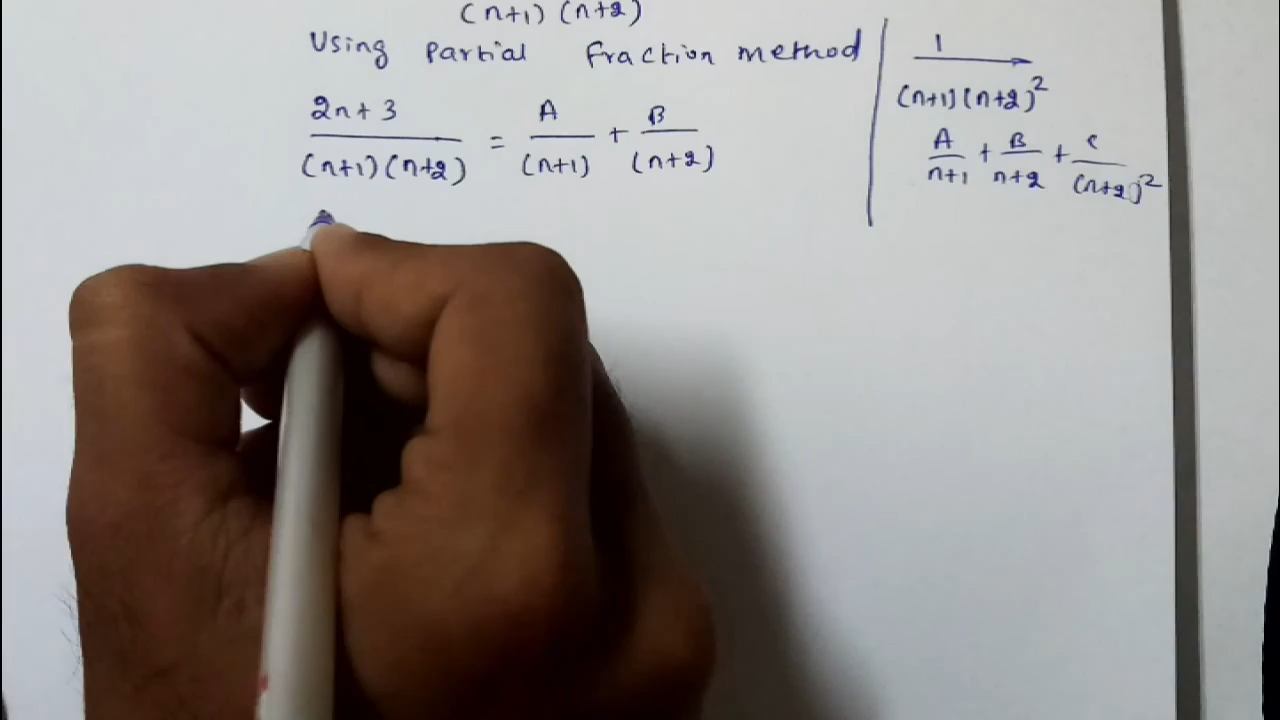 (n+1) (n+2)
Using Partial Fraction method
2n+3 / (n+1)(n+2) = A / (n+1) + B / (n+2)
1 / (n+1)(n+2)²
A / n+1 + B / n+2 + C / (n+2)²